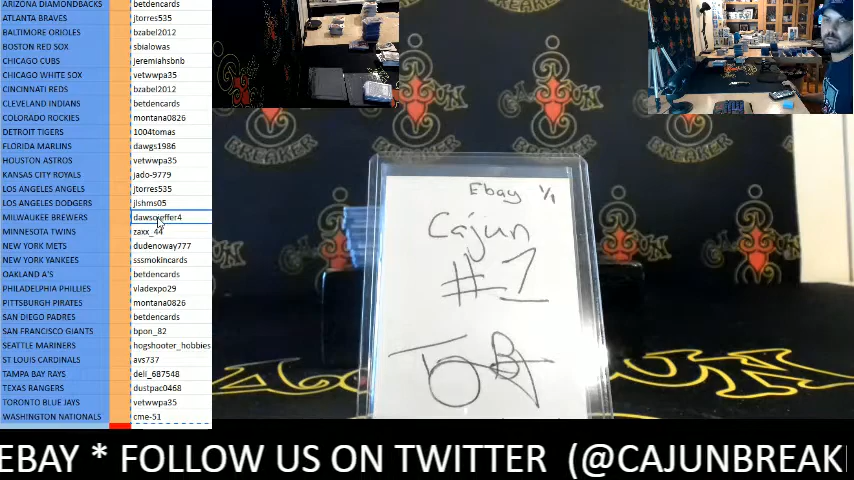 ARIZONA DIAMONDBACKS betdencards
ATLANTA BRAVES jtorres535
BALTIMORE ORIOLES bzabel2012
BOSTON RED SOX sbialowas
CHICAGO CUBS jeremiahsbnb
CHICAGO WHITE SOX vetwwpa35
CINCINNATI REDS bzabel2012
CLEVELAND INDIANS betdencards
COLORADO ROCKIES montana0826
DETROIT TIGERS 1004tomas
FLORIDA MARLINS dawgs1986
HOUSTON ASTROS vetwwpa35
KANSAS CITY ROYALS jado-9779
LOS ANGELES ANGELS jtorres535
LOS ANGELES DODGERS jlshms05
MILWAUKEE BREWERS
MINNESOTA TWINS zaxx_44
NEW YORK METS dudenoway777
NEW YORK YANKEES sssmokincards
OAKLAND A'S betdencards
PHILADELPHIA PHILLIES vladexpo29
PITTSBURGH PIRATES montana0826
SAN DIEGO PADRES betdencards
SAN FRANCISCO GIANTS bpon_82
SEATTLE MARINERS hogshooter_hobbies
ST LOUIS CARDINALS avs737
TAMPA BAY RAYS dell_687548
TEXAS RANGERS dustpac0468
TORONTO BLUE JAYS vetwwpa35
WASHINGTON NATIONALS cme-51
Ebay 1/1
Cajun
#1
CAJUN
BREAKER
EBAY * FOLLOW US ON TWITTER (@CAJUNBREAK